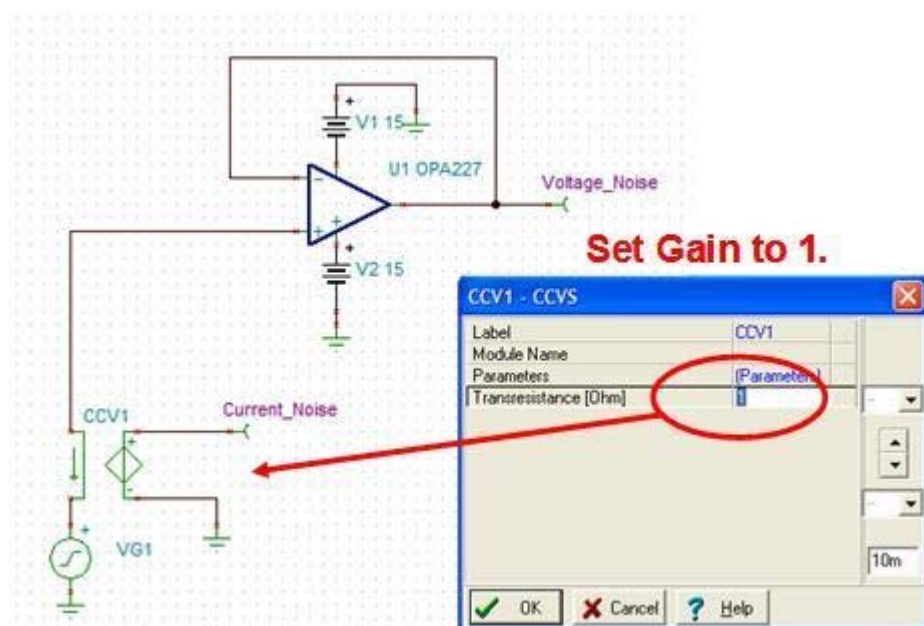 V1 15
U1 OPA227
Voltage_Noise
V2 15
Set Gain to 1.
CCV1
Current_Noise
VG1
CCV1 - CCVS
Label CCV1
Module Name
Parameters (Parameters)
Transresistance [Ohm] 1
10m
OK Cancel ? Help